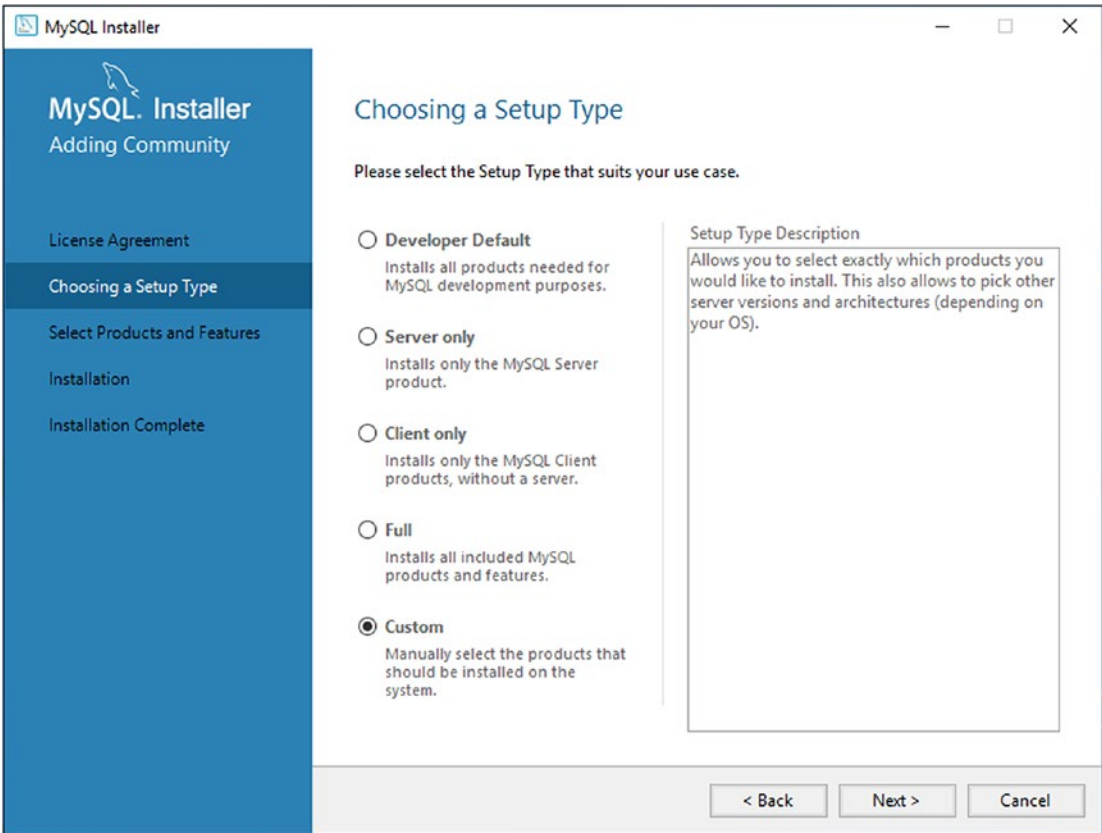 MySQL Installer
MySQL. Installer
Adding Community
License Agreement
Choosing a Setup Type
Select Products and Features
Installation
Installation Complete
Choosing a Setup Type
Please select the Setup Type that suits your use case.
Developer Default
Installs all products needed for
MySQL development purposes.
Server only
Installs only the MySQL Server
product.
Client only
Installs only the MySQL Client
products, without a server.
Full
Installs all included MySQL
products and features.
Custom
Manually select the products that
should be installed on the
system.
Setup Type Description
Allows you to select exactly which products you
would like to install. This also allows to pick other
server versions and architectures (depending on
your OS).
< Back
Next >
Cancel